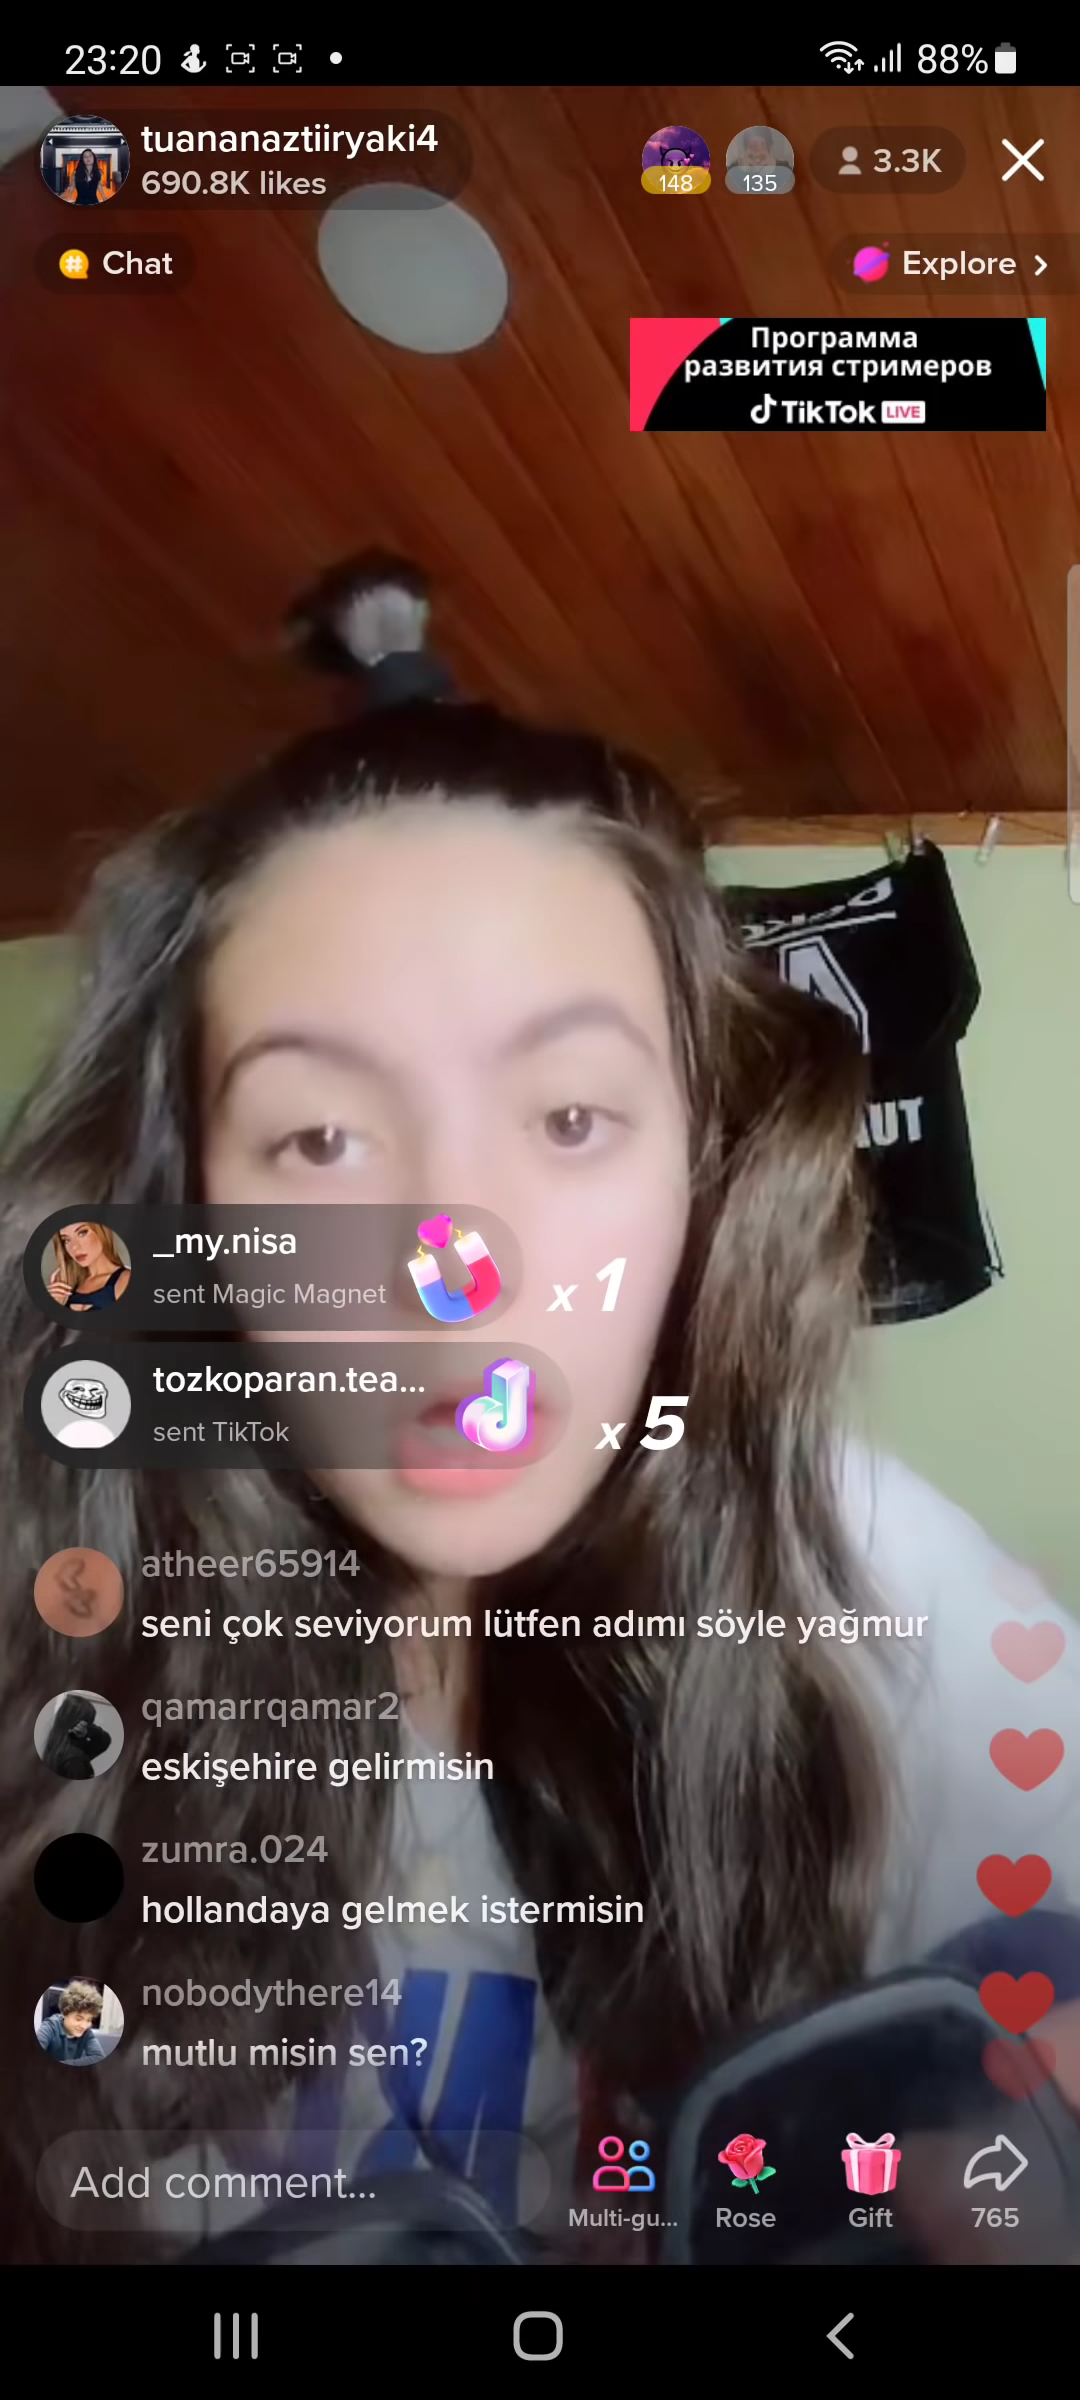 23:20
88%
tuananaztiiryaki4
690.8K likes
148
135
3.3K
Chat
Explore
Программа
развития стримеров
TikTok LIVE
AUT
_my.nisa
sent Magic Magnet
x 1
tozkoparan.tea...
sent TikTok
x 5
atheer65914
seni çok seviyorum lütfen adımı söyle yağmur
qamarrqamar2
eskişehire gelirmisin
zumra.024
hollandaya gelmek istermisin
nobodythere14
mutlu misin sen?
Add comment...
Multi-gu...
Rose
Gift
765